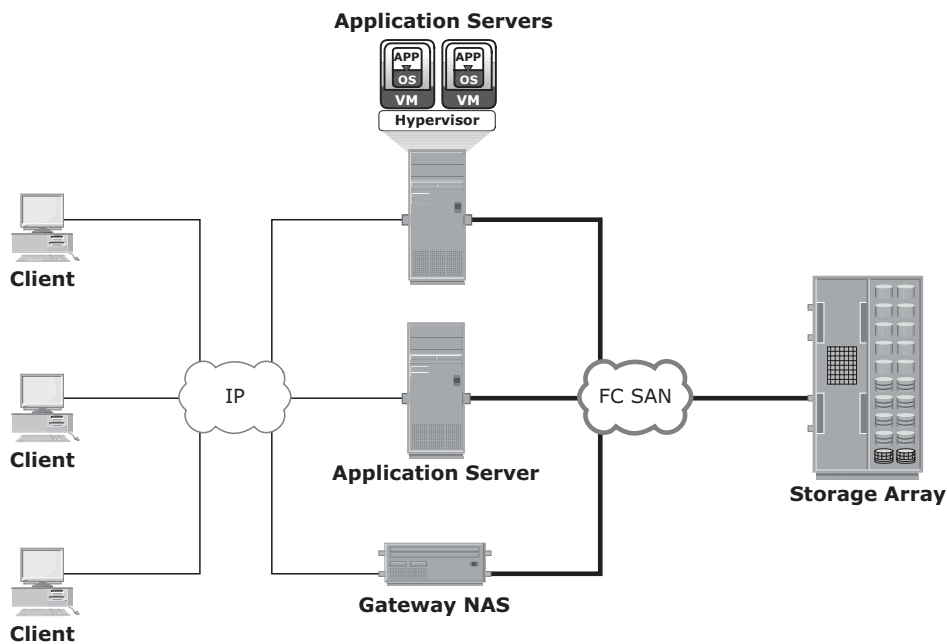 Application Servers
APP APP
OS OS
VM VM
Hypervisor
Client
IP
FC SAN
Client
Application Server
Storage Array
Gateway NAS
Client